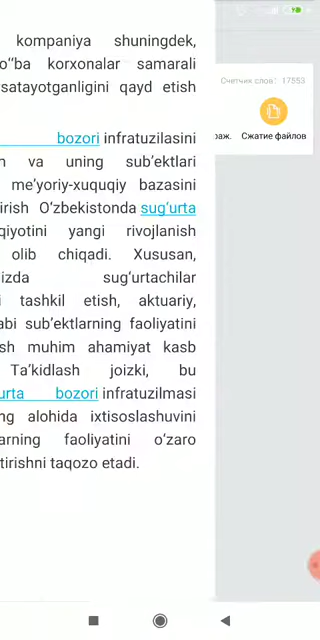 kompaniya shuningdek,
o‘‘ba korxonalar samarali
satayotganligini qayd etish
bozori infratuzilasini
n va uning sub’ektlari
me’yoriy-xuquqiy bazasini
irish O‘zbekistonda sug‘urta
qiyotini yangi rivojlanish
olib chiqadi. Xususan,
izda sug‘urtachilar
i tashkil etish, aktuariy,
abi sub’ektlarning faoliyatini
sh muhim ahamiyat kasb
Ta’kidlash joizki, bu
urta bozori infratuzilmasi
ng alohida ixtisoslashuvini
arning faoliyatini o‘zaro
tirishni taqozo etadi.
Счетчик слов: 17553
раж. Сжатие файлов